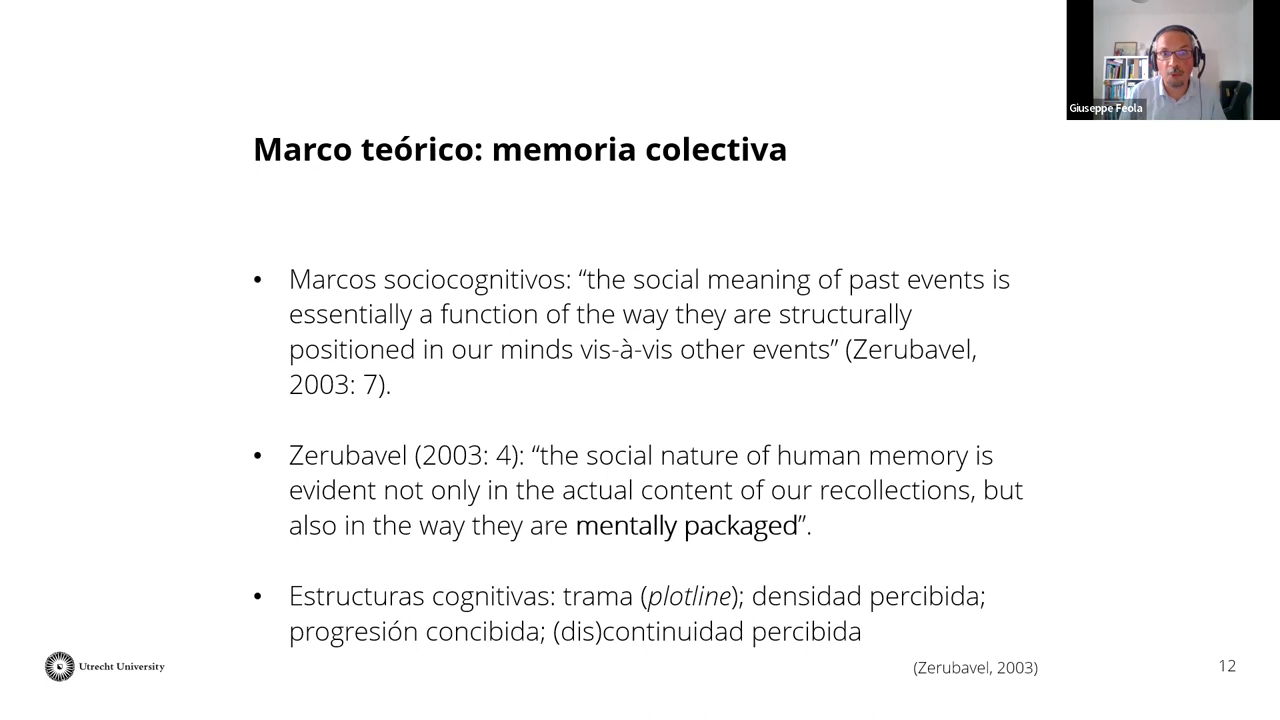 Giuseppe Feola
Marco teórico: memoria colectiva
• Marcos sociocognitivos: “the social meaning of past events is
essentially a function of the way they are structurally
positioned in our minds vis-à-vis other events” (Zerubavel,
2003: 7).
• Zerubavel (2003: 4): “the social nature of human memory is
evident not only in the actual content of our recollections, but
also in the way they are mentally packaged”.
• Estructuras cognitivas: trama (plotline); densidad percibida;
progresión concibida; (dis)continuidad percibida
Utrecht University
(Zerubavel, 2003)
12